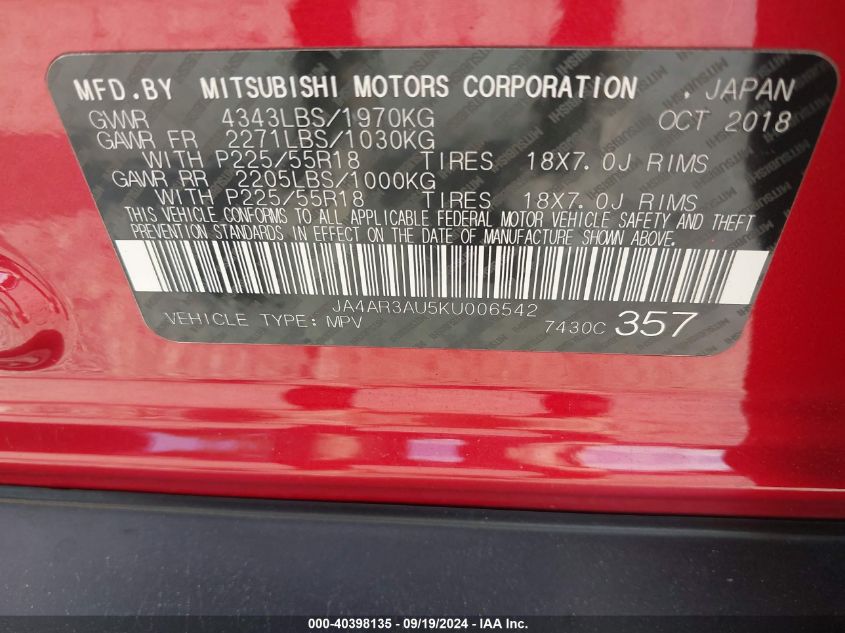 MFD.BY MITSUBISHI MOTORS CORPORATION JAPAN
GVWR 4343LBS/1970KG OCT 2018
GAWR FR 2271LBS/1030KG
WITH P225/55R18 TIRES 18X7.0J RIMS
GAWR RR 2205LBS/1000KG
WITH P225/55R18 TIRES 18X7.0J RIMS
THIS VEHICLE CONFORMS TO ALL APPLICABLE FEDERAL MOTOR VEHICLE SAFETY AND THEFT
PREVENTION STANDARDS IN EFFECT ON THE DATE OF MANUFACTURE SHOWN ABOVE.
JA4AR3AU5KU006542
VEHICLE TYPE: MPV 7430C 357
000-40398135 - 09/19/2024 - IAA Inc.